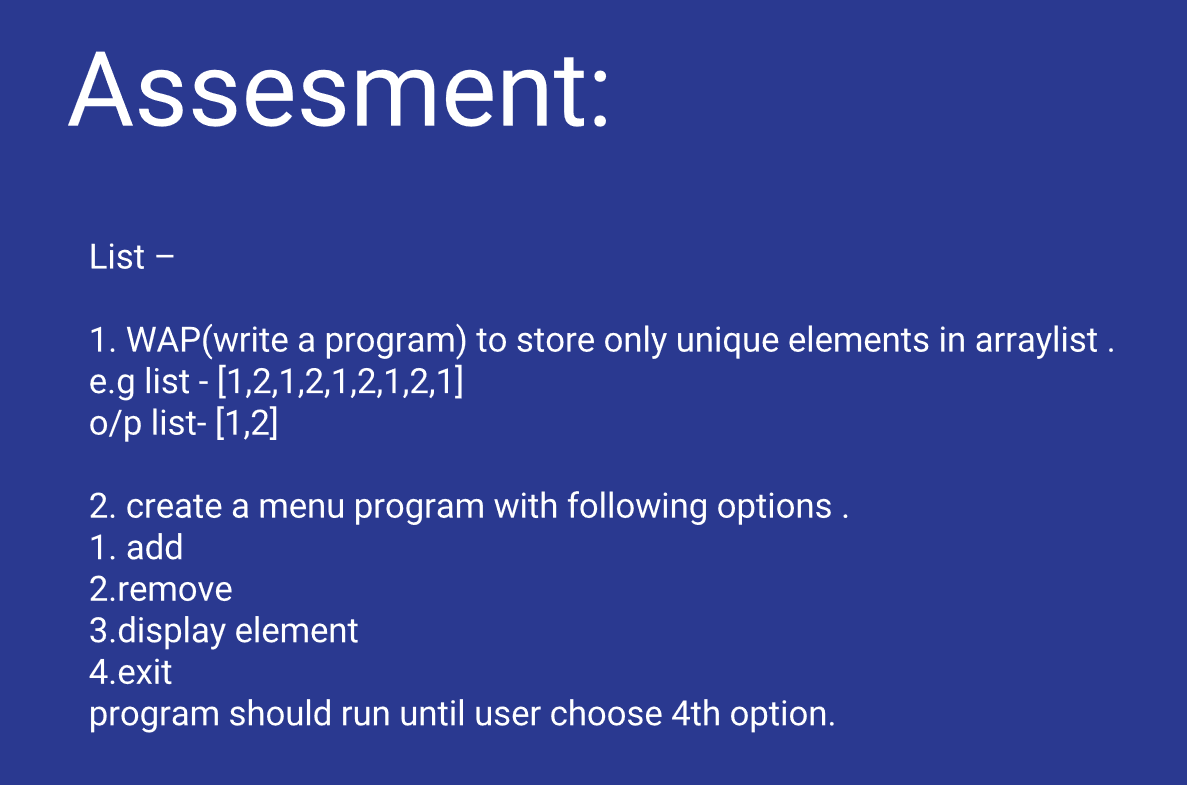 Assesment:
List –
1. WAP(write a program) to store only unique elements in arraylist .
e.g list - [1,2,1,2,1,2,1,2,1]
o/p list- [1,2]
2. create a menu program with following options .
1. add
2.remove
3.display element
4.exit
program should run until user choose 4th option.